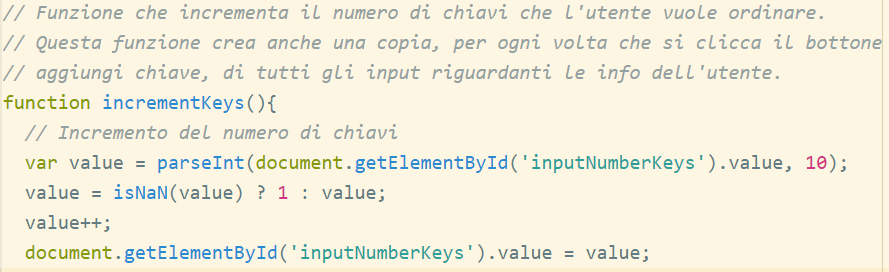 // Funzione che incrementa il numero di chiavi che l'utente vuole ordinare.
// Questa funzione crea anche una copia, per ogni volta che si clicca il bottone
// aggiungi chiave, di tutti gli input riguardanti le info dell'utente.
function incrementKeys(){
  // Incremento del numero di chiavi
  var value = parseInt(document.getElementById('inputNumberKeys').value, 10);
  value = isNaN(value) ? 1 : value;
  value++;
  document.getElementById('inputNumberKeys').value = value;